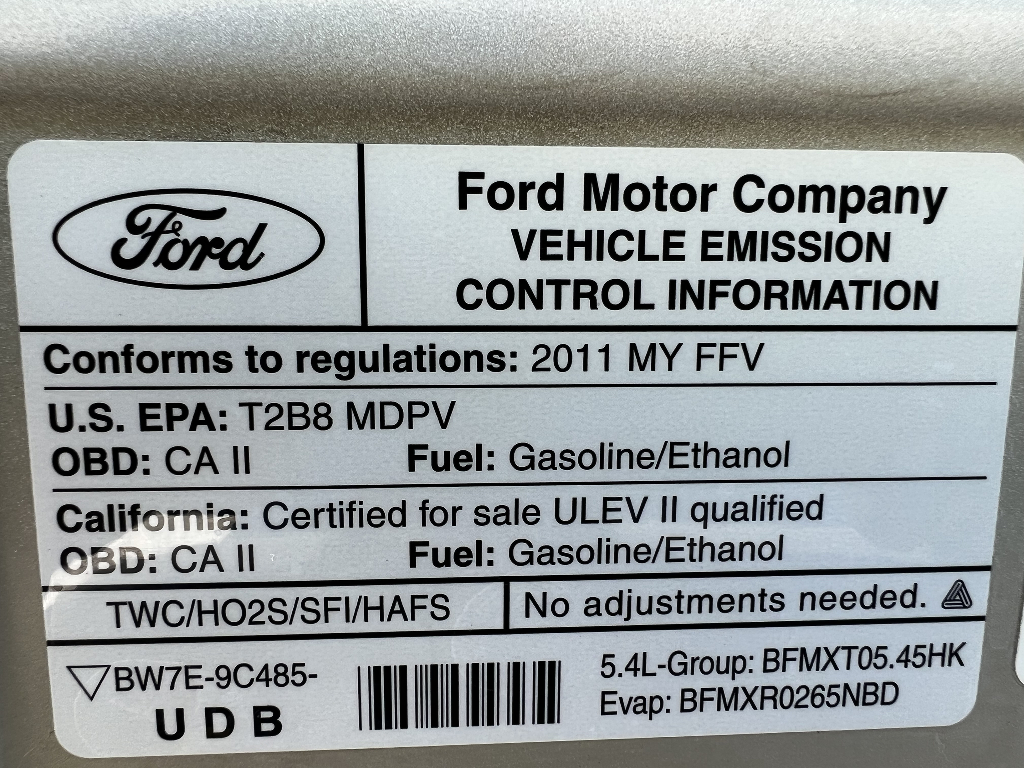 Ford
Ford Motor Company
VEHICLE EMISSION
CONTROL INFORMATION
Conforms to regulations: 2011 MY FFV
U.S. EPA: T2B8 MDPV
OBD: CA II Fuel: Gasoline/Ethanol
California: Certified for sale ULEV II qualified
OBD: CA II Fuel: Gasoline/Ethanol
TWC/HO2S/SFI/HAFS
No adjustments needed.
BW7E-9C485-
UDB
5.4L-Group: BFMXT05.45HK
Evap: BFMXR0265NBD